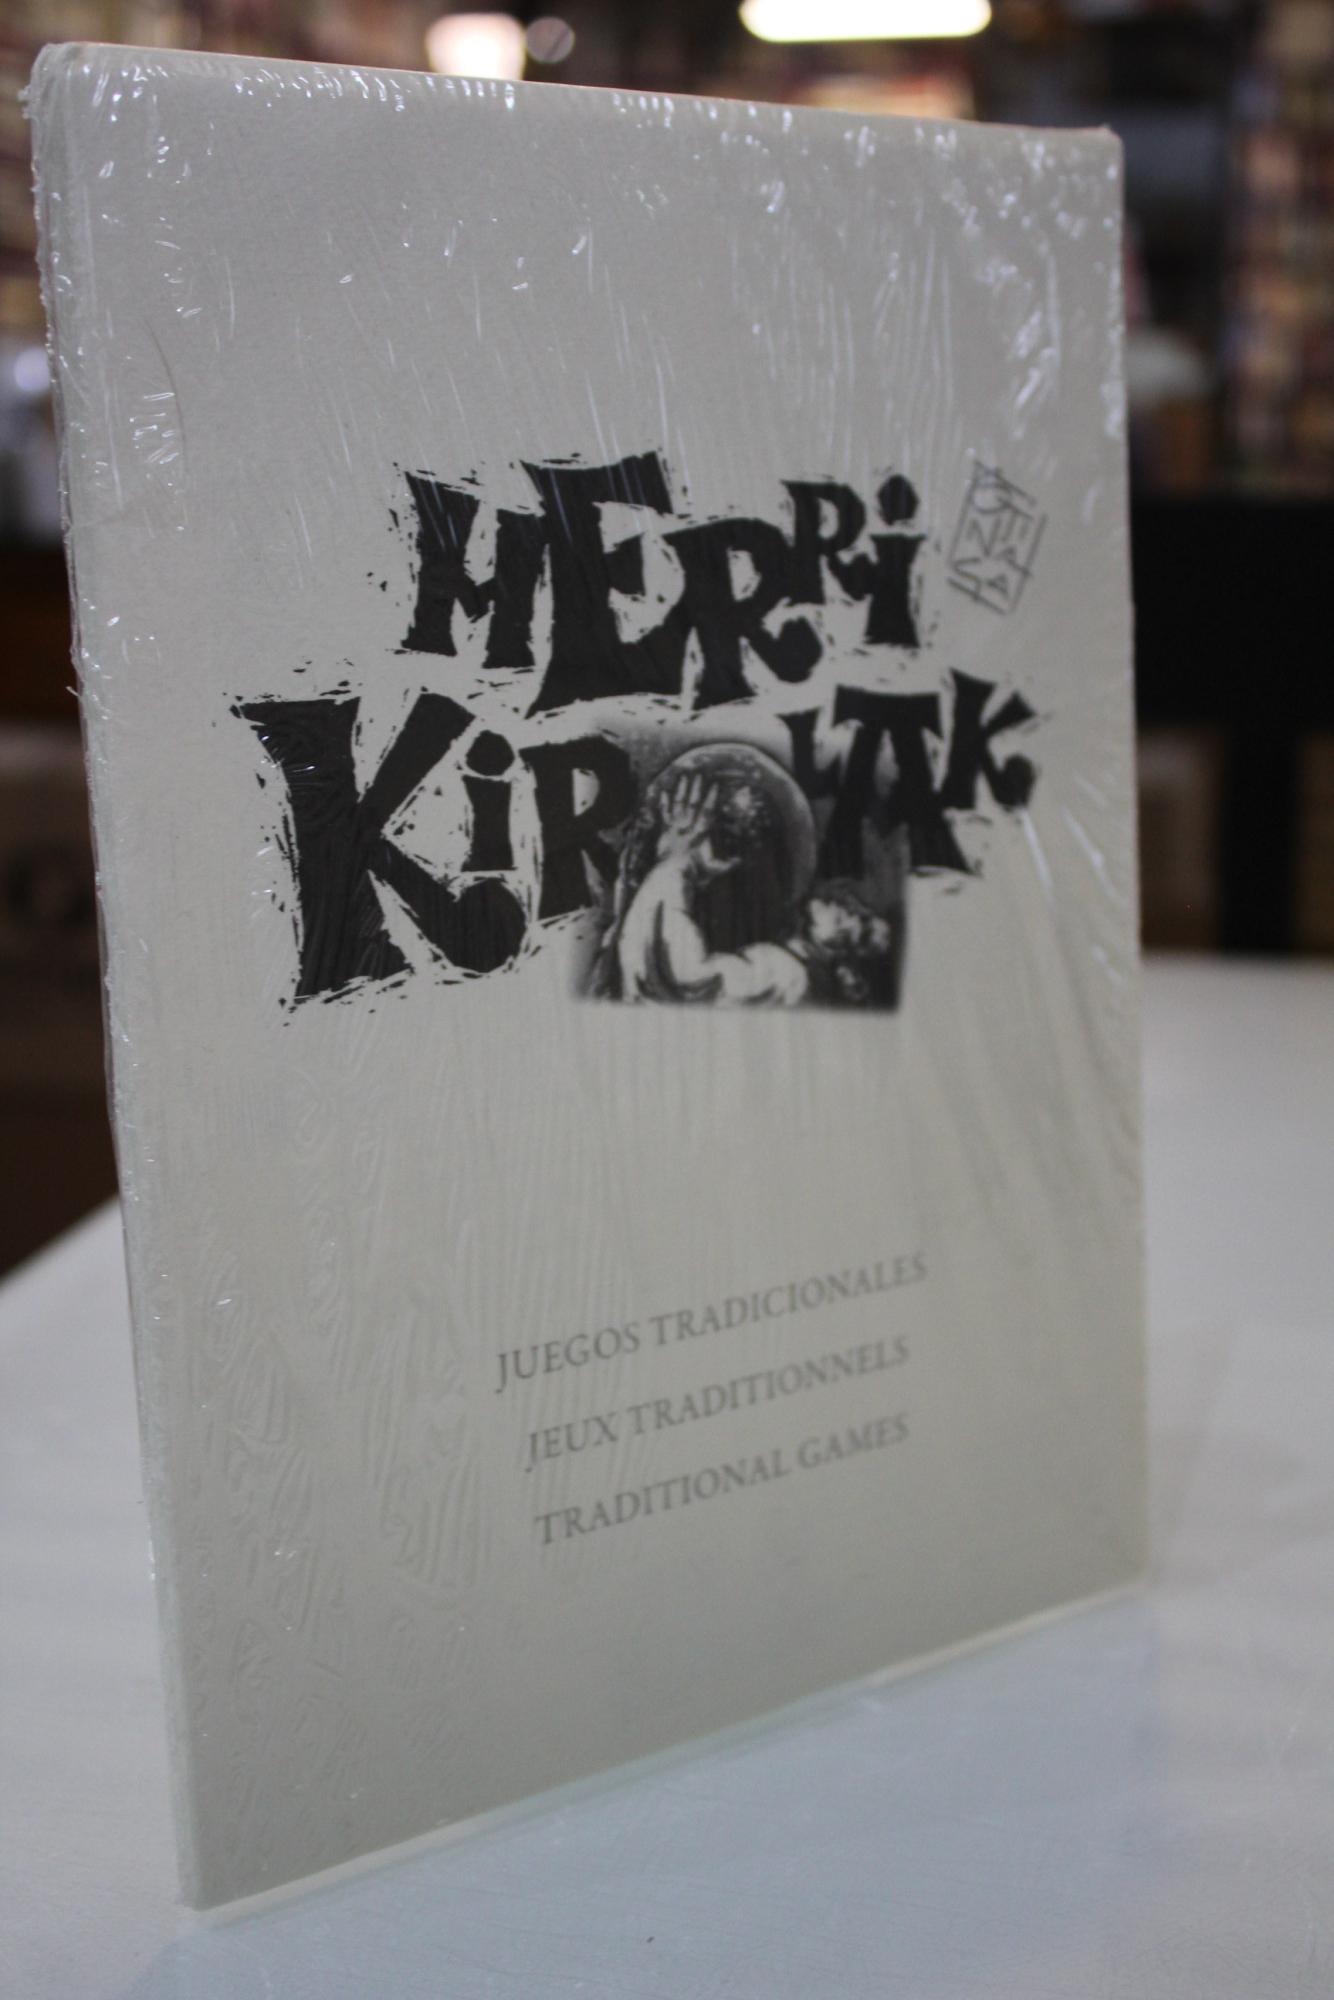 HERRI
KiROLAK
JUEGOS TRADICIONALES
JEUX TRADITIONNELS
TRADITIONAL GAMES